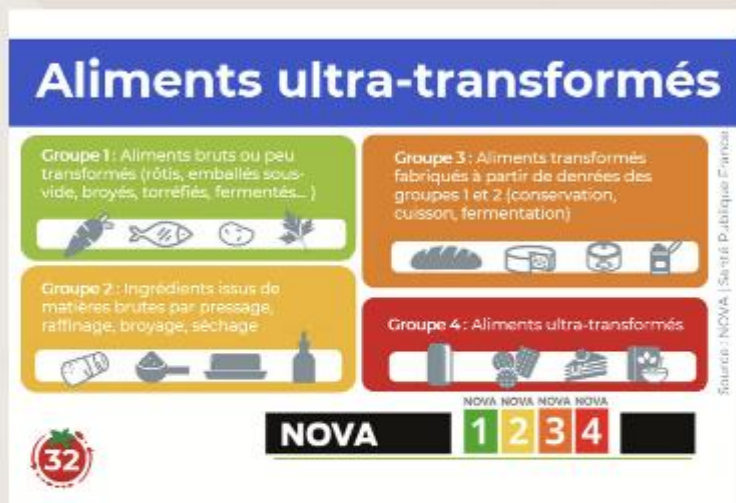 Aliments ultra-transformés
Groupe 1 : Aliments bruts ou peu
transformés (rôtis, emballés sous-
vide, broyés, torréfiés, fermentés... )
Groupe 2 : Ingrédients issus de
matières brutes par pressage,
raffinage, broyage, séchage
Groupe 3 : Aliments transformés
fabriqués à partir de denrées des
groupes 1 et 2 (conservation,
cuisson, fermentation)
Groupe 4 : Aliments ultra-transformés
Source : NOVA | Santé Publique France
NOVA
NOVA NOVA NOVA NOVA
1 2 3 4
32